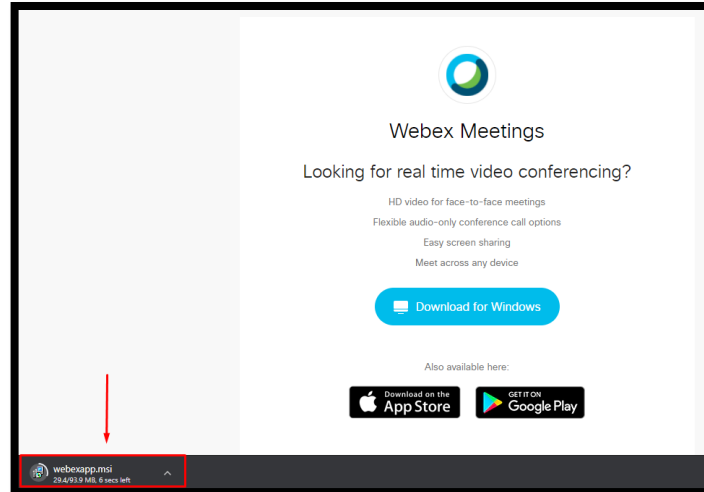 Webex Meetings
Looking for real time video conferencing?
HD video for face-to-face meetings
Flexible audio-only conference call options
Easy screen sharing
Meet across any device
Download for Windows
Also available here:
Download on the
App Store
GET IT ON
Google Play
webexapp.msi
29.4/93.9 MB, 6 secs left